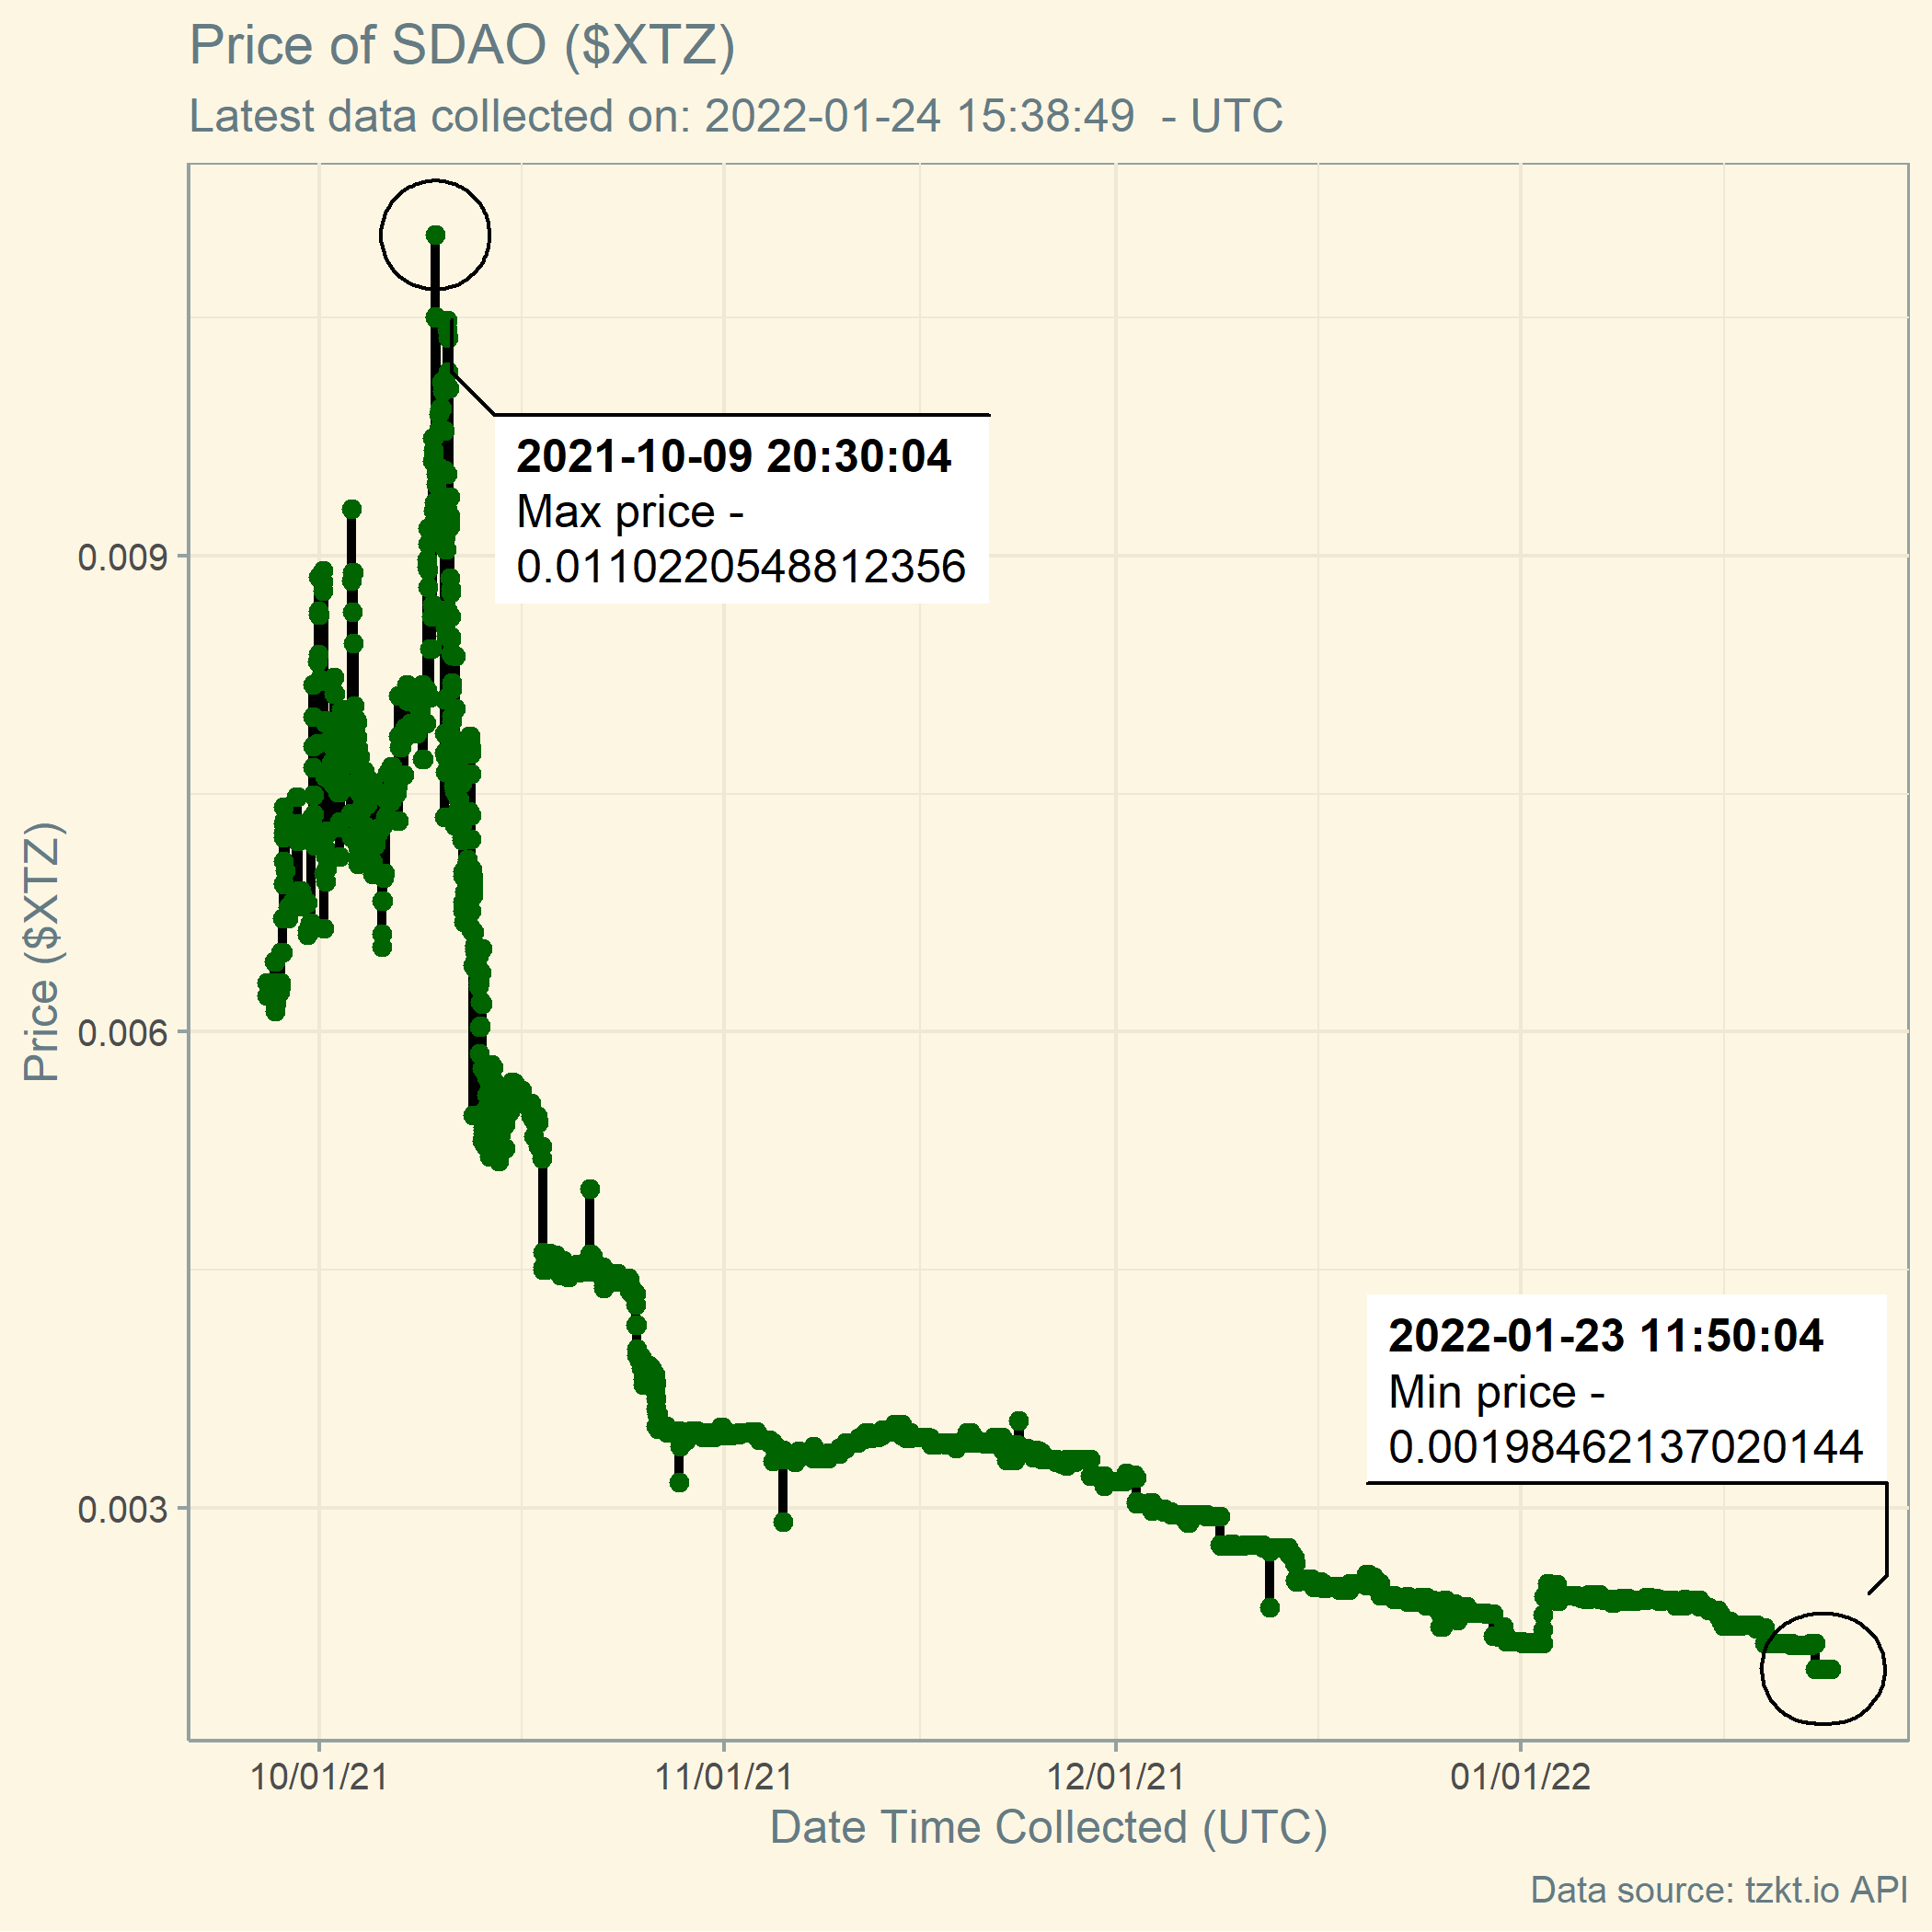 Price of SDAO ($XTZ)
Latest data collected on: 2022-01-24 15:38:49  - UTC
2021-10-09 20:30:04
Max price -
0.0110220548812356
0.009
0.006
0.003
Price ($XTZ)
2022-01-23 11:50:04
Min price -
0.00198462137020144
10/01/21
11/01/21
12/01/21
01/01/22
Date Time Collected (UTC)
Data source: tzkt.io API